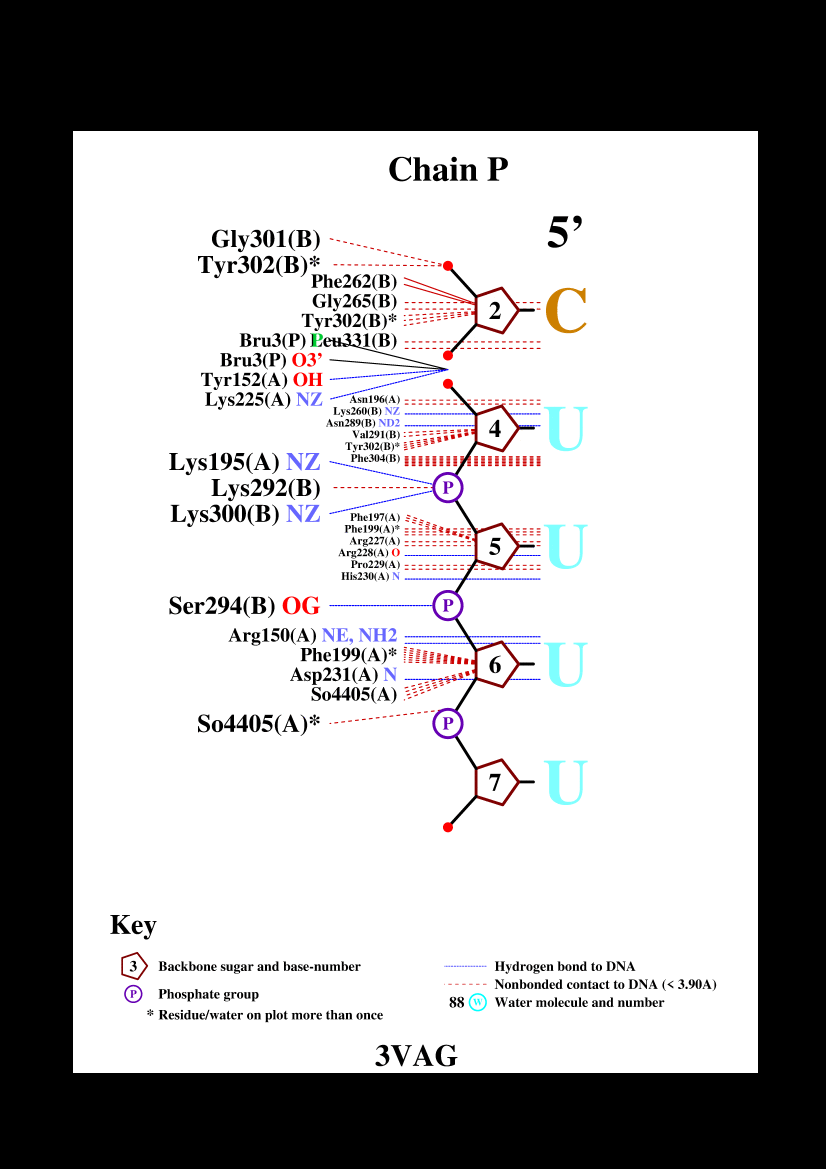 Chain P
5’
Gly301(B)
Tyr302(B)*
Phe262(B)
Gly265(B)
2
C
Tyr302(B)*
Bru3(P) P
Leu331(B)
Bru3(P) O3'
Tyr152(A) OH
Lys225(A) NZ
Asn196(A)
Lys260(B) NZ
Asn289(B) ND2
4
U
Val291(B)
Tyr302(B)*
Phe304(B)
Lys195(A) NZ
Lys292(B)
P
Lys300(B) NZ
Phe197(A)
Phe199(A)*
Arg227(A)
5
U
Arg228(A) O
Pro229(A)
His230(A) N
Ser294(B) OG
P
Arg150(A) NE, NH2
Phe199(A)*
6
U
Asp231(A) N
So4405(A)
So4405(A)*
P
7
U
Key
3 Backbone sugar and base-number
P Phosphate group
* Residue/water on plot more than once
Hydrogen bond to DNA
Nonbonded contact to DNA (< 3.90A)
88 W Water molecule and number
3VAG